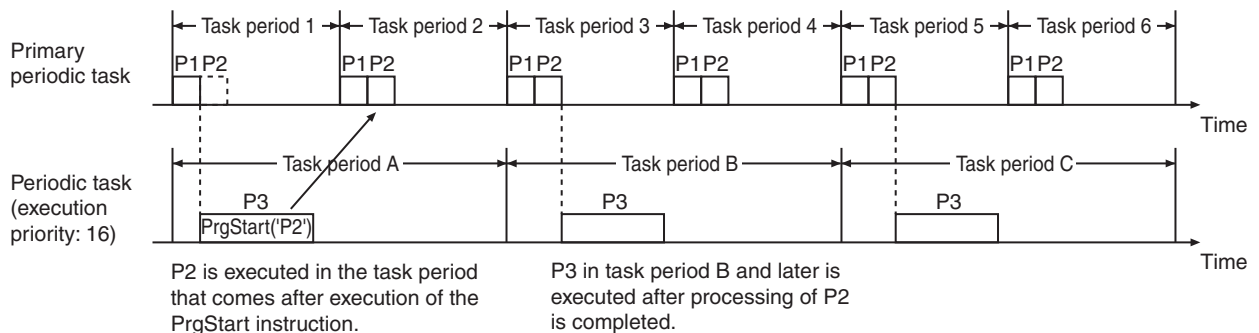 Task period 1 Task period 2 Task period 3 Task period 4 Task period 5 Task period 6
Primary
periodic task
P1 P2 P1 P2 P1 P2 P1 P2 P1 P2 P1 P2
Time
Task period A Task period B Task period C
Periodic task
(execution
priority: 16)
P3 P3 P3
PrgStart('P2')
Time
P2 is executed in the task period
that comes after execution of the
PrgStart instruction.
P3 in task period B and later is
executed after processing of P2
is completed.